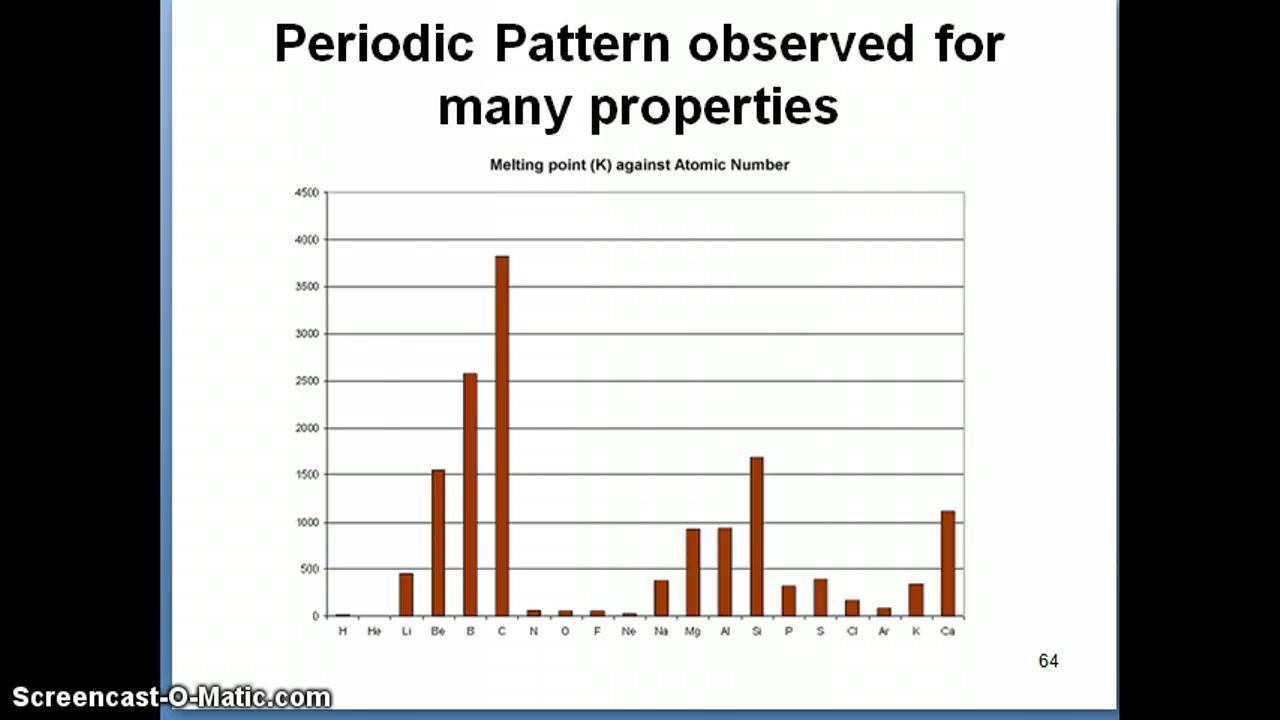 Periodic Pattern observed for
many properties
Melting point (K) against Atomic Number
4500
4000
3500
3000
2500
2000
1500
1000
500
0
H He Li Be B C N O F Ne Na Mg Al Si P S Cl Ar K Ca
64
Screencast-O-Matic.com